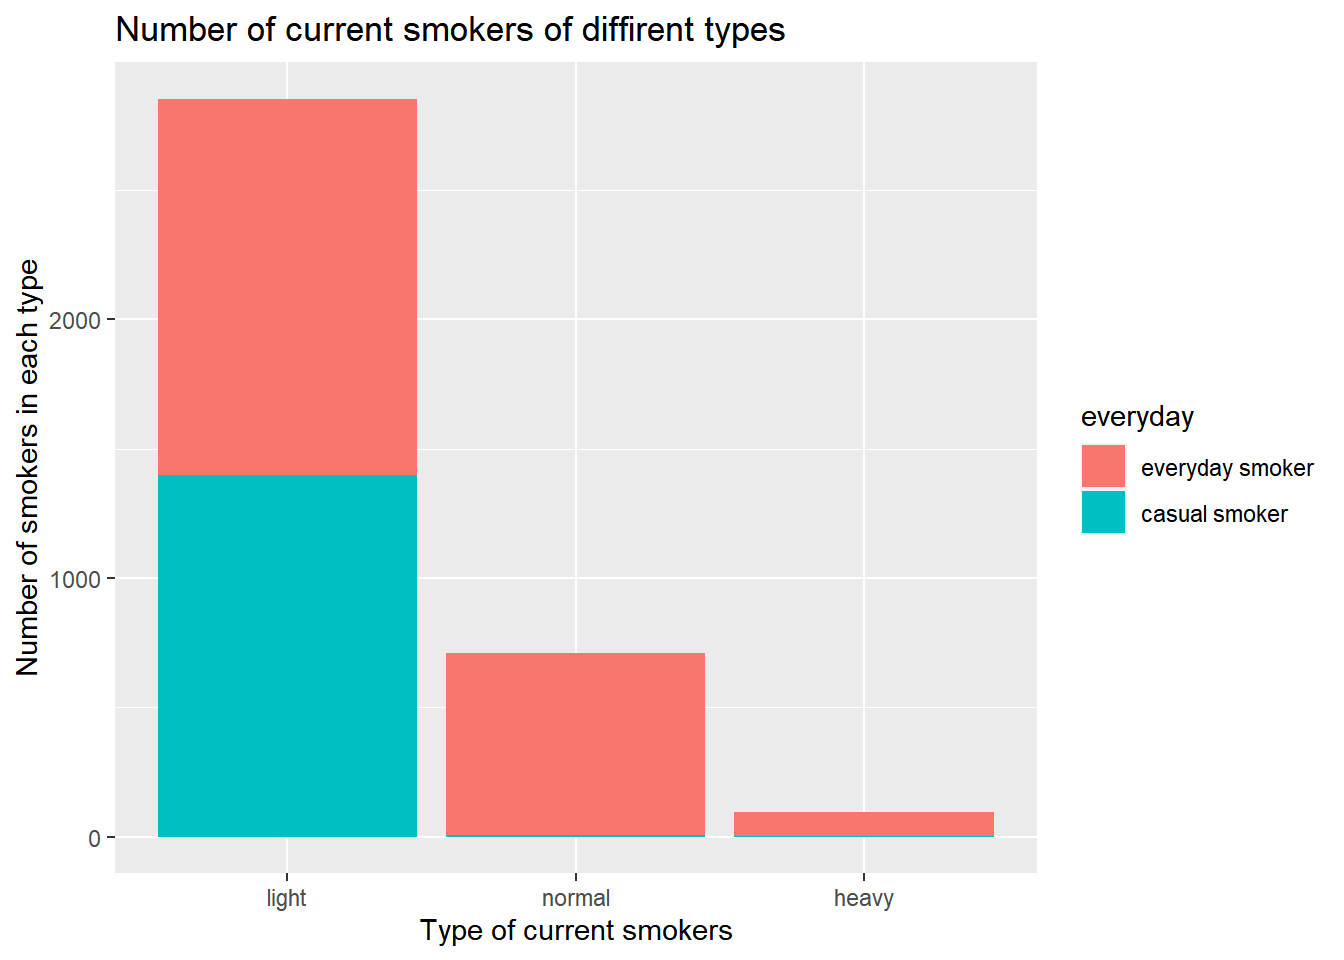 Number of current smokers of diffirent types
Number of smokers in each type
2000
1000
0
light
normal
heavy
Type of current smokers
everyday
everyday smoker
casual smoker